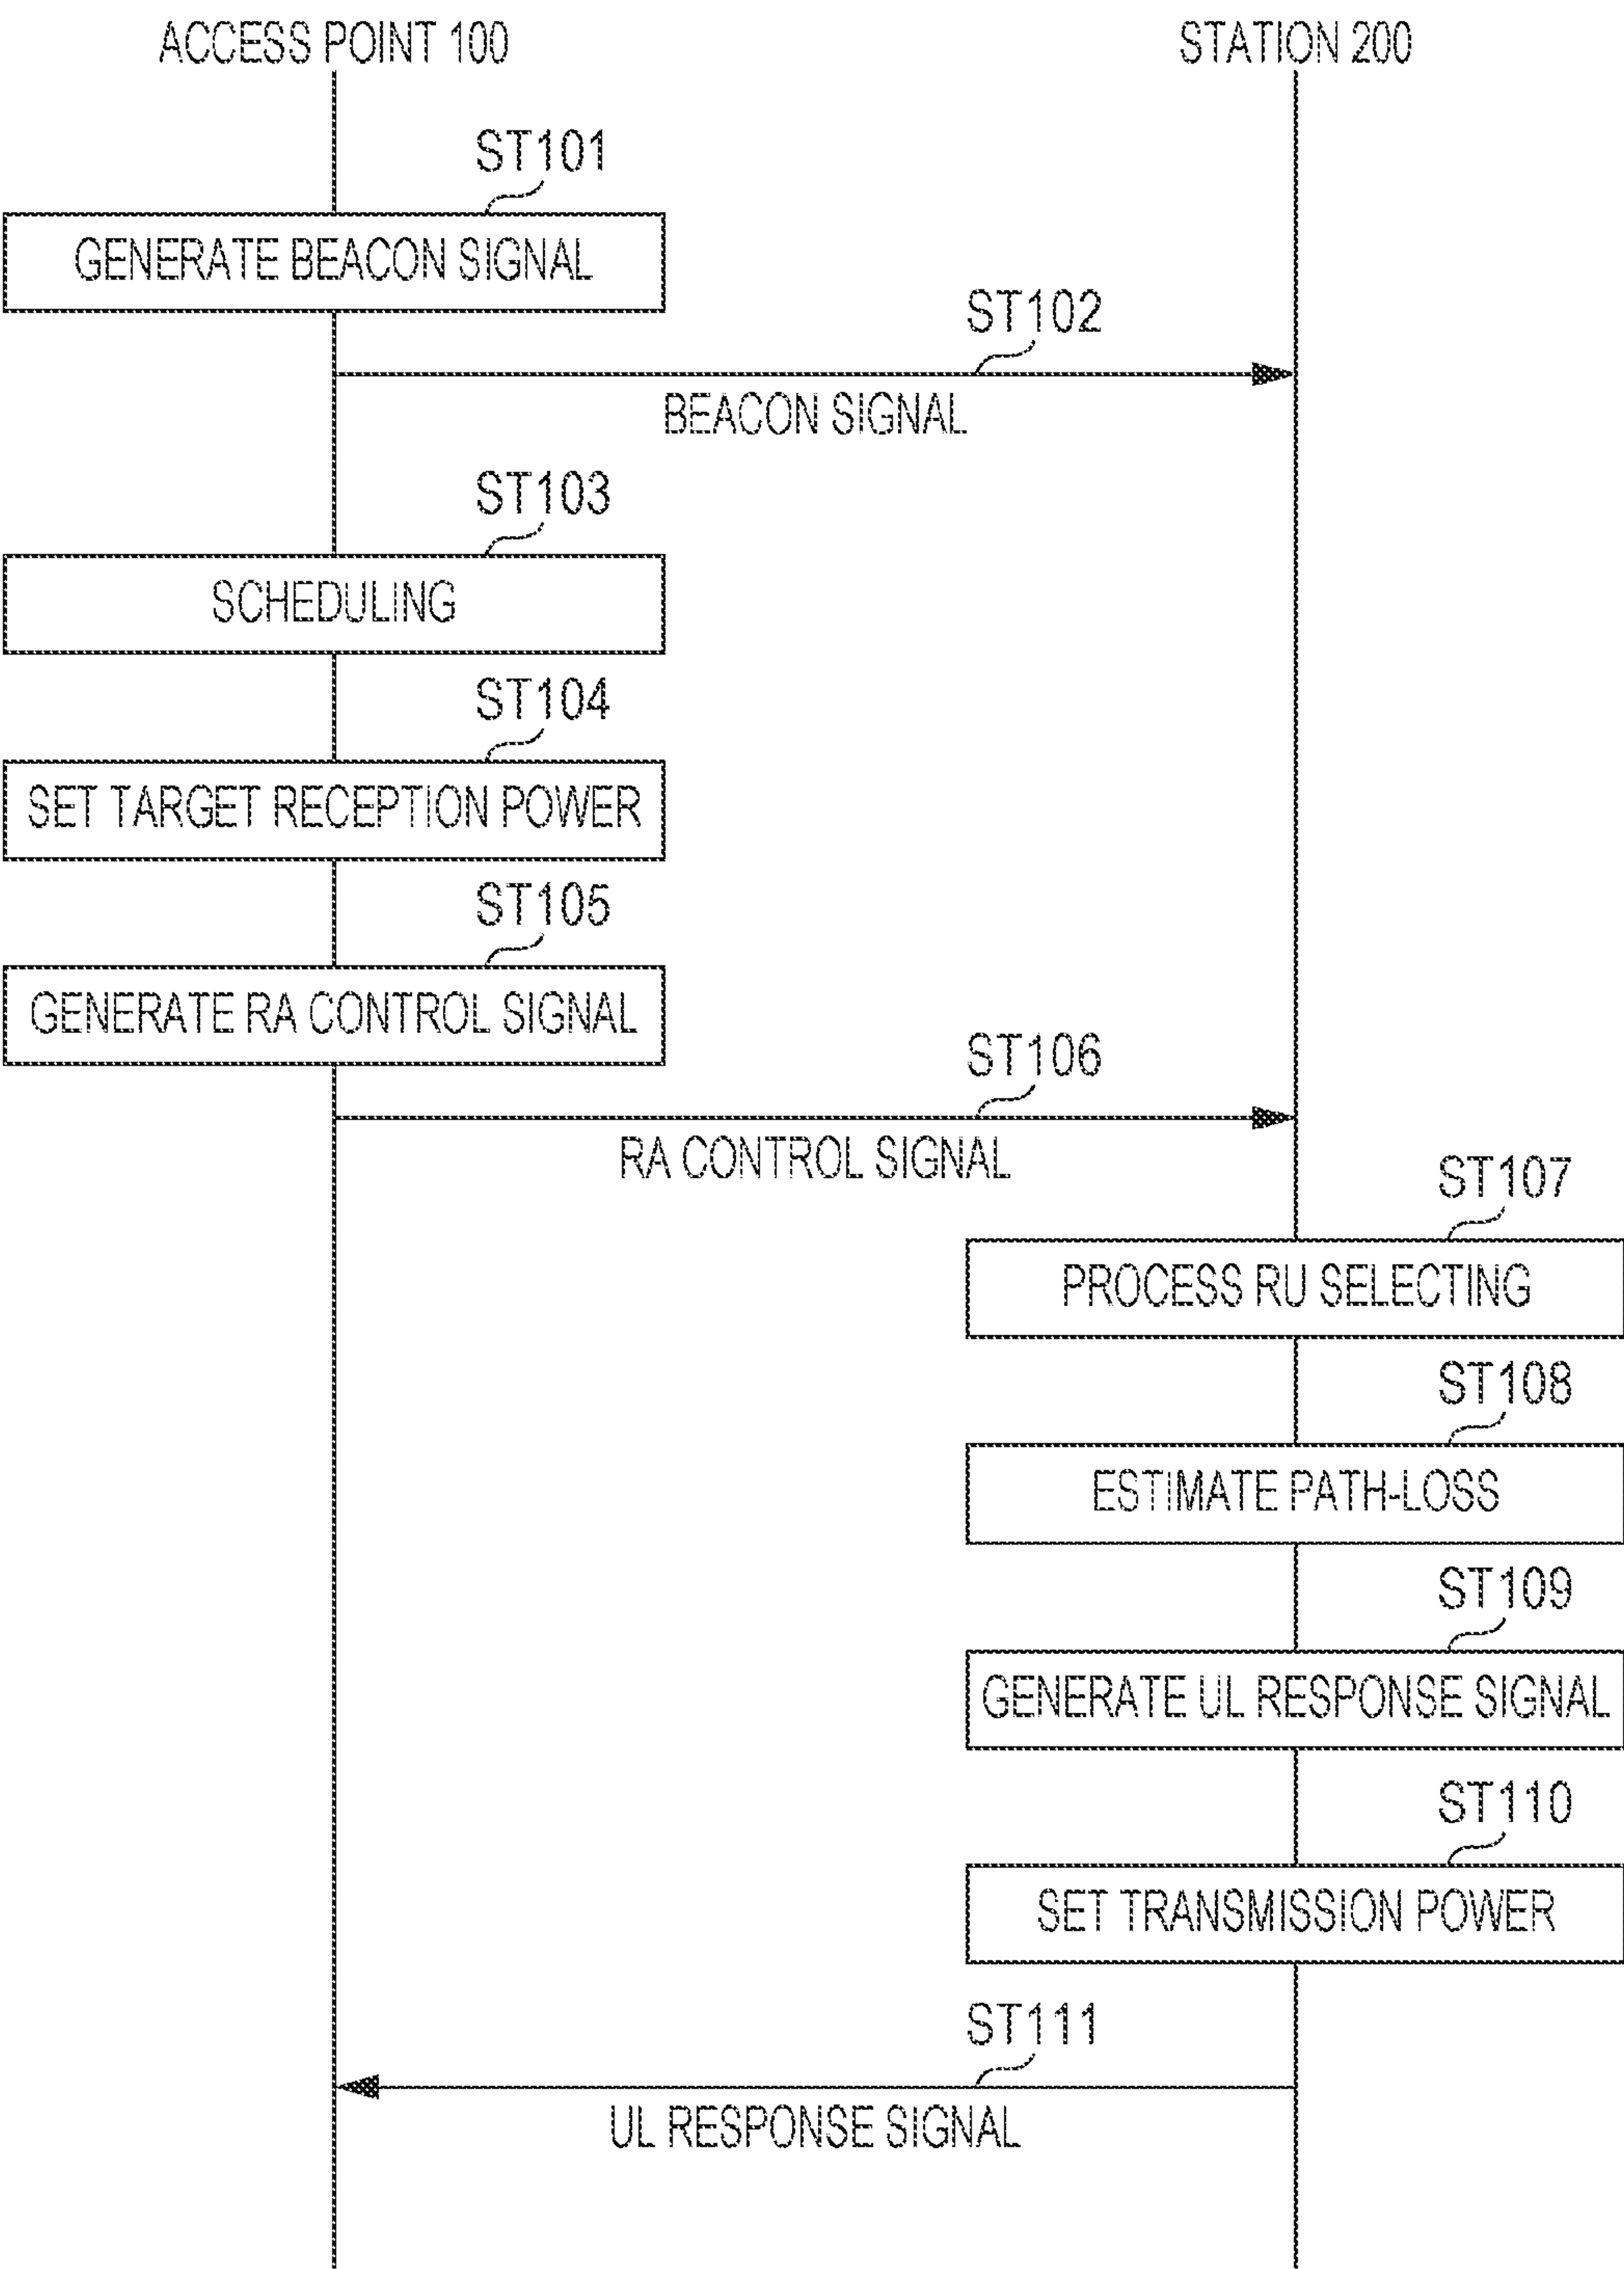 ACCESS POINT 100
STATION 200
ST101
GENERATE BEACON SIGNAL
ST102
BEACON SIGNAL
ST103
SCHEDULING
ST104
SET TARGET RECEPTION POWER
ST105
GENERATE RA CONTROL SIGNAL
ST106
RA CONTROL SIGNAL
ST107
PROCESS RU SELECTING
ST108
ESTIMATE PATH-LOSS
ST109
GENERATE UL RESPONSE SIGNAL
ST110
SET TRANSMISSION POWER
ST111
UL RESPONSE SIGNAL